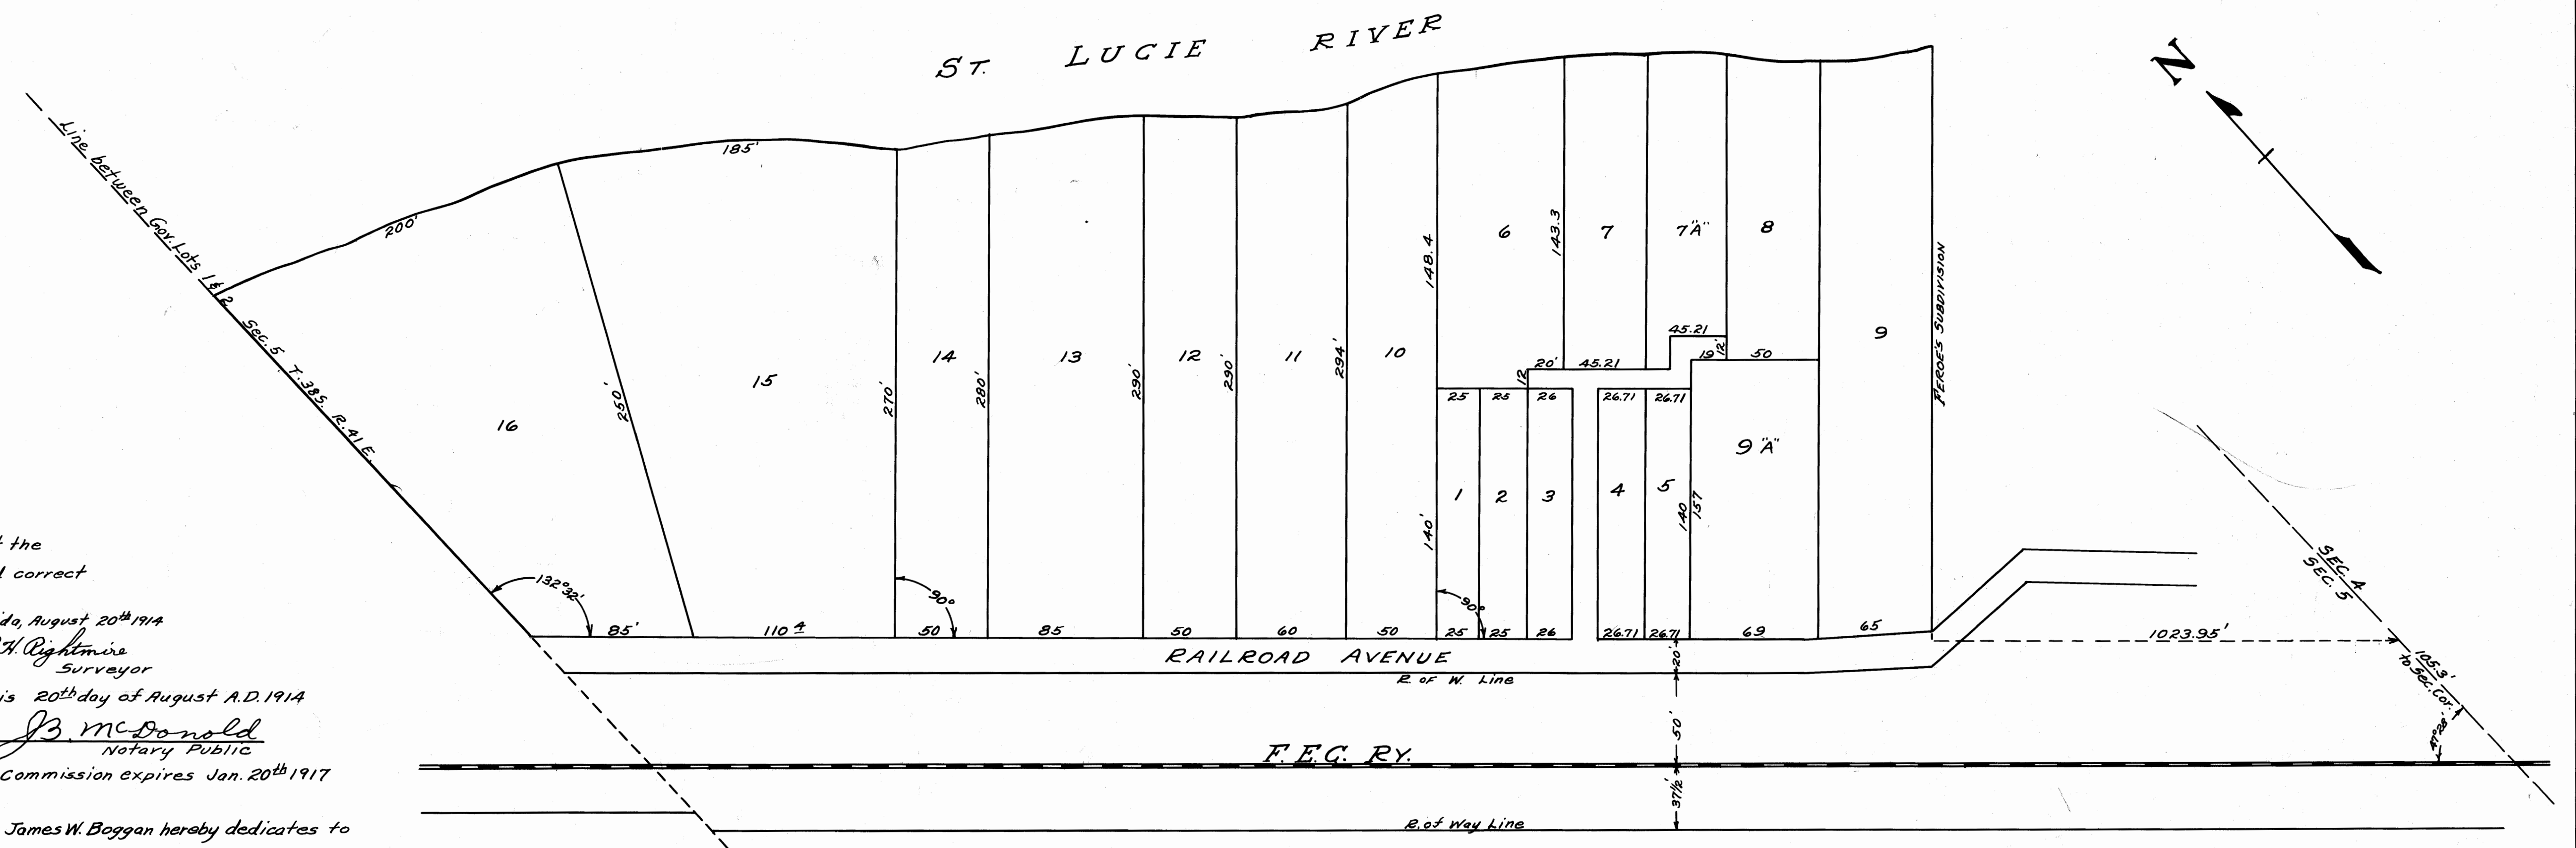 ST. LUCIE RIVER
N
Line between Gov. Lots 1 & 2 Sec. 5 T. 38 S. R. 41 E.
200'
185'
16
250'
15
270'
14
280'
13
290'
12
290'
11
294'
10
148.4
140'
6
143.3
7
7 "A"
8
9
FEROE'S SUBDIVISION
45.21
19
12'
50
20'
45.21
12
25
25
26
26.71
26.71
1
2
3
4
5
140
157
9 "A"
132°32'
90°
90°
85'
110 4
50
85
50
60
50
25
25
26
26.71
26.71
69
65
1023.95'
SEC. 4
SEC. 5
105.3'
to Sec. Cor.
47°28'
RAILROAD AVENUE
20'
R. OF W. Line
50'
F. E. C. RY.
37½'
R. of Way Line
t the
correct
da, August 20th 1914
H. Rightmire
Surveyor
is 20th day of August A.D. 1914
J.B. McDonald
Notary Public
Commission expires Jan. 20th 1917
James W. Boggan hereby dedicates to